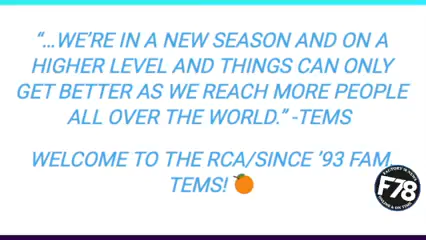 “...WE’RE IN A NEW SEASON AND ON A
HIGHER LEVEL AND THINGS CAN ONLY
GET BETTER AS WE REACH MORE PEOPLE
ALL OVER THE WORLD.” -TEMS
WELCOME TO THE RCA/SINCE ’93 FAM,
TEMS!
F78